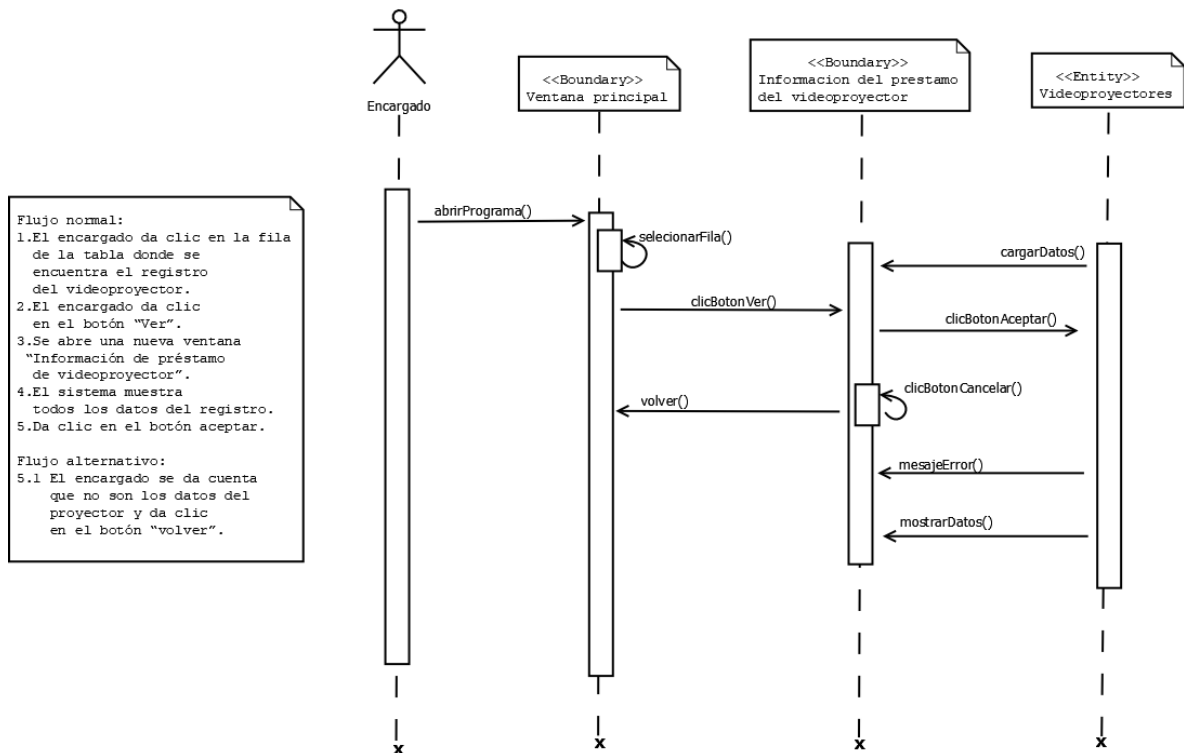 Encargado
<<Boundary>>
Ventana principal
<<Boundary>>
Informacion del prestamo
del videoproyector
<<Entity>>
Videoproyectores
Flujo normal:
1.El encargado da clic en la fila
de la tabla donde se
encuentra el registro
del videoproyector.
2.El encargado da clic
en el botón “Ver”.
3.Se abre una nueva ventana
“Información de préstamo
de videoproyector”.
4.El sistema muestra
todos los datos del registro.
5.Da clic en el botón aceptar.
Flujo alternativo:
5.1 El encargado se da cuenta
que no son los datos del
proyector y da clic
en el botón “volver”.
abrirPrograma()
selecionarFila()
cargarDatos()
clicBotonVer()
clicBotonAceptar()
clicBotonCancelar()
volver()
mesajeError()
mostrarDatos()
x
x
x
x